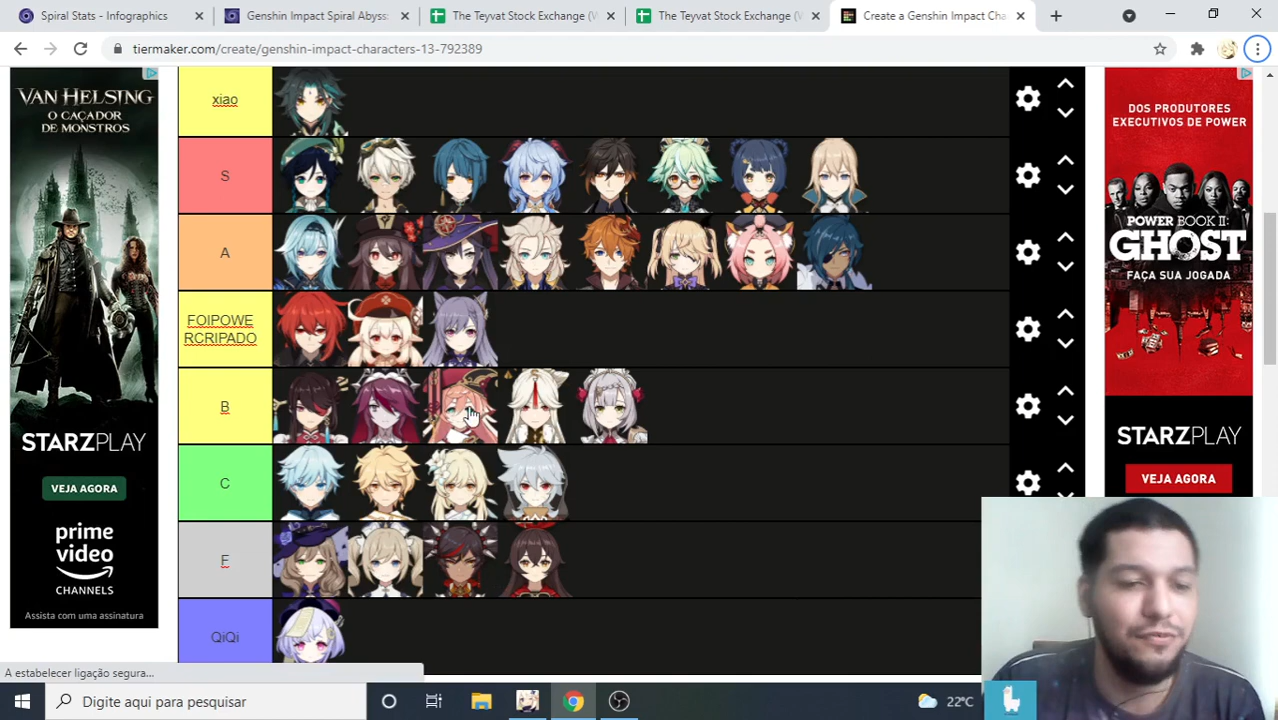 Spiral Stats - Infographics
Genshin Impact Spiral Abyss:
The Teyvat Stock Exchange (W
The Teyvat Stock Exchange (W
Create a Genshin Impact Cha
tiermaker.com/create/genshin-impact-characters-13-792389
VAN HELSING
O CAÇADOR
DE MONSTROS
STARZPLAY
VEJA AGORA
prime
video
CHANNELS
Assista com uma assinatura
xiao
S
A
FOIPOWE
RCRIPADO
B
C
F
QiQi
DOS PRODUTORES
EXECUTIVOS DE POWER
POWER BOOK II:
GHOST
FAÇA SUA JOGADA
STARZPLAY
VEJA AGORA
A estabelecer ligação segura...
Digite aqui para pesquisar
22°C